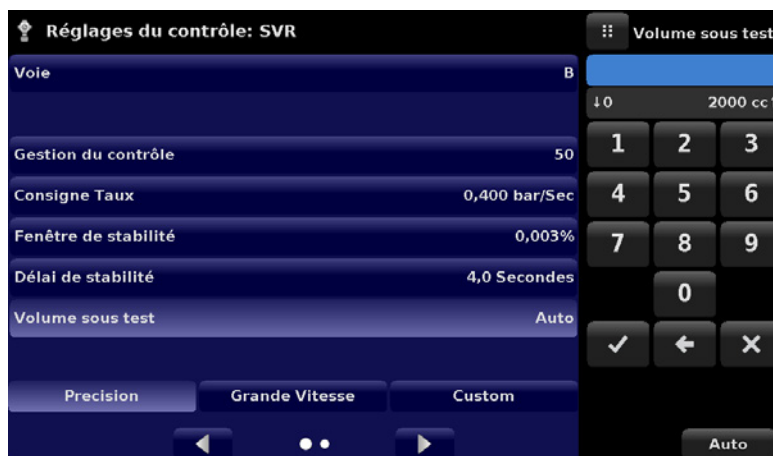 Réglages du contrôle: SVR
Voie B
Gestion du contrôle 50
Consigne Taux 0,400 bar/Sec
Fenêtre de stabilité 0,003%
Délai de stabilité 4,0 Secondes
Volume sous test Auto
Precision Grande Vitesse Custom
Volume sous test
↓0 2000 cc
1 2 3
4 5 6
7 8 9
0
Auto